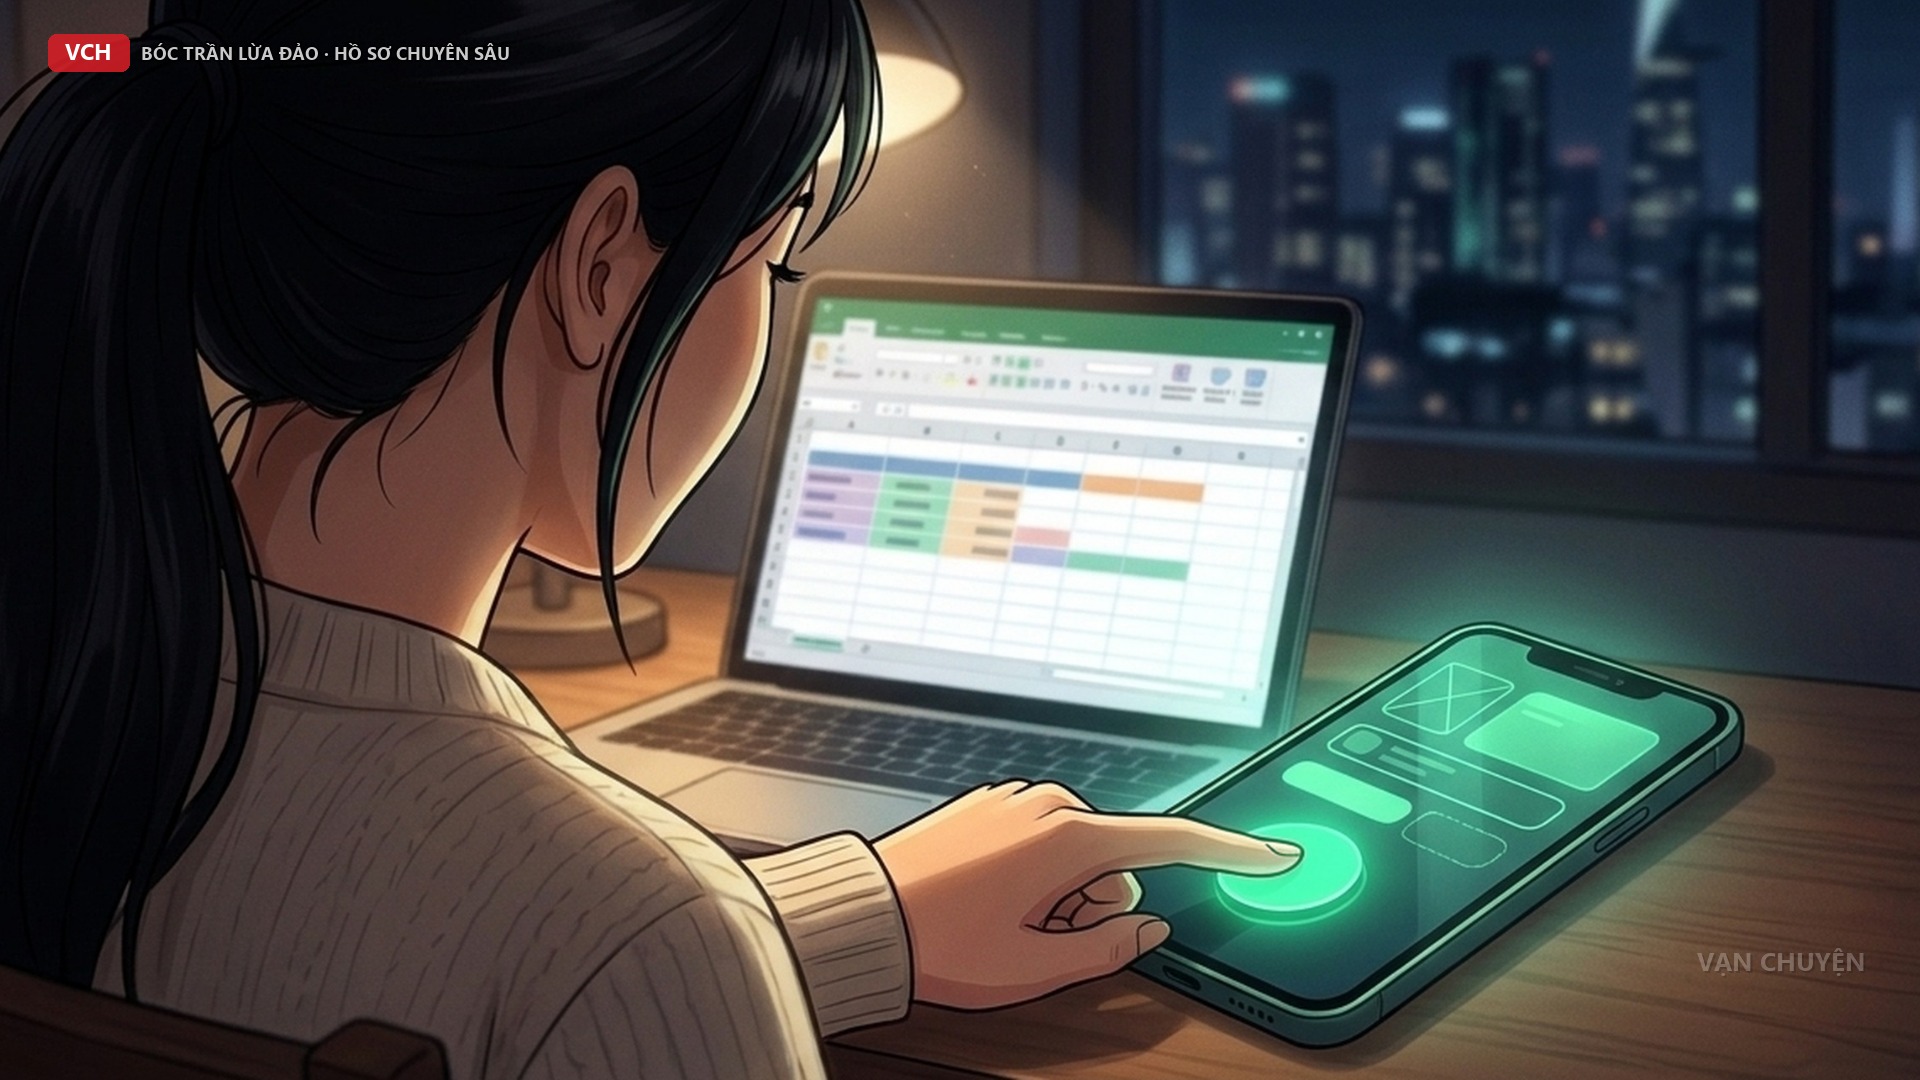 VCH BÓC TRẦN LỪA ĐẢO · HỒ SƠ CHUYÊN SÂU
VẠN CHUYỆN